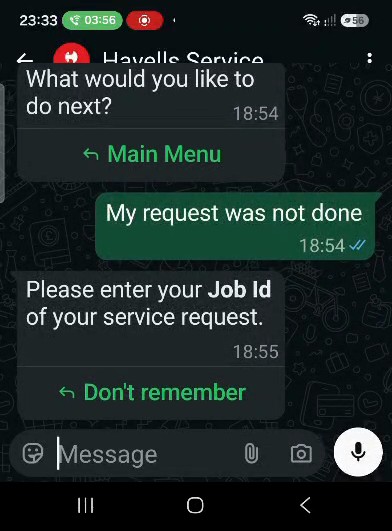 23:33 03:56 56
Havells Service
What would you like to
do next?
18:54
Main Menu
My request was not done
18:54
Please enter your Job Id
of your service request.
18:55
Don't remember
Message